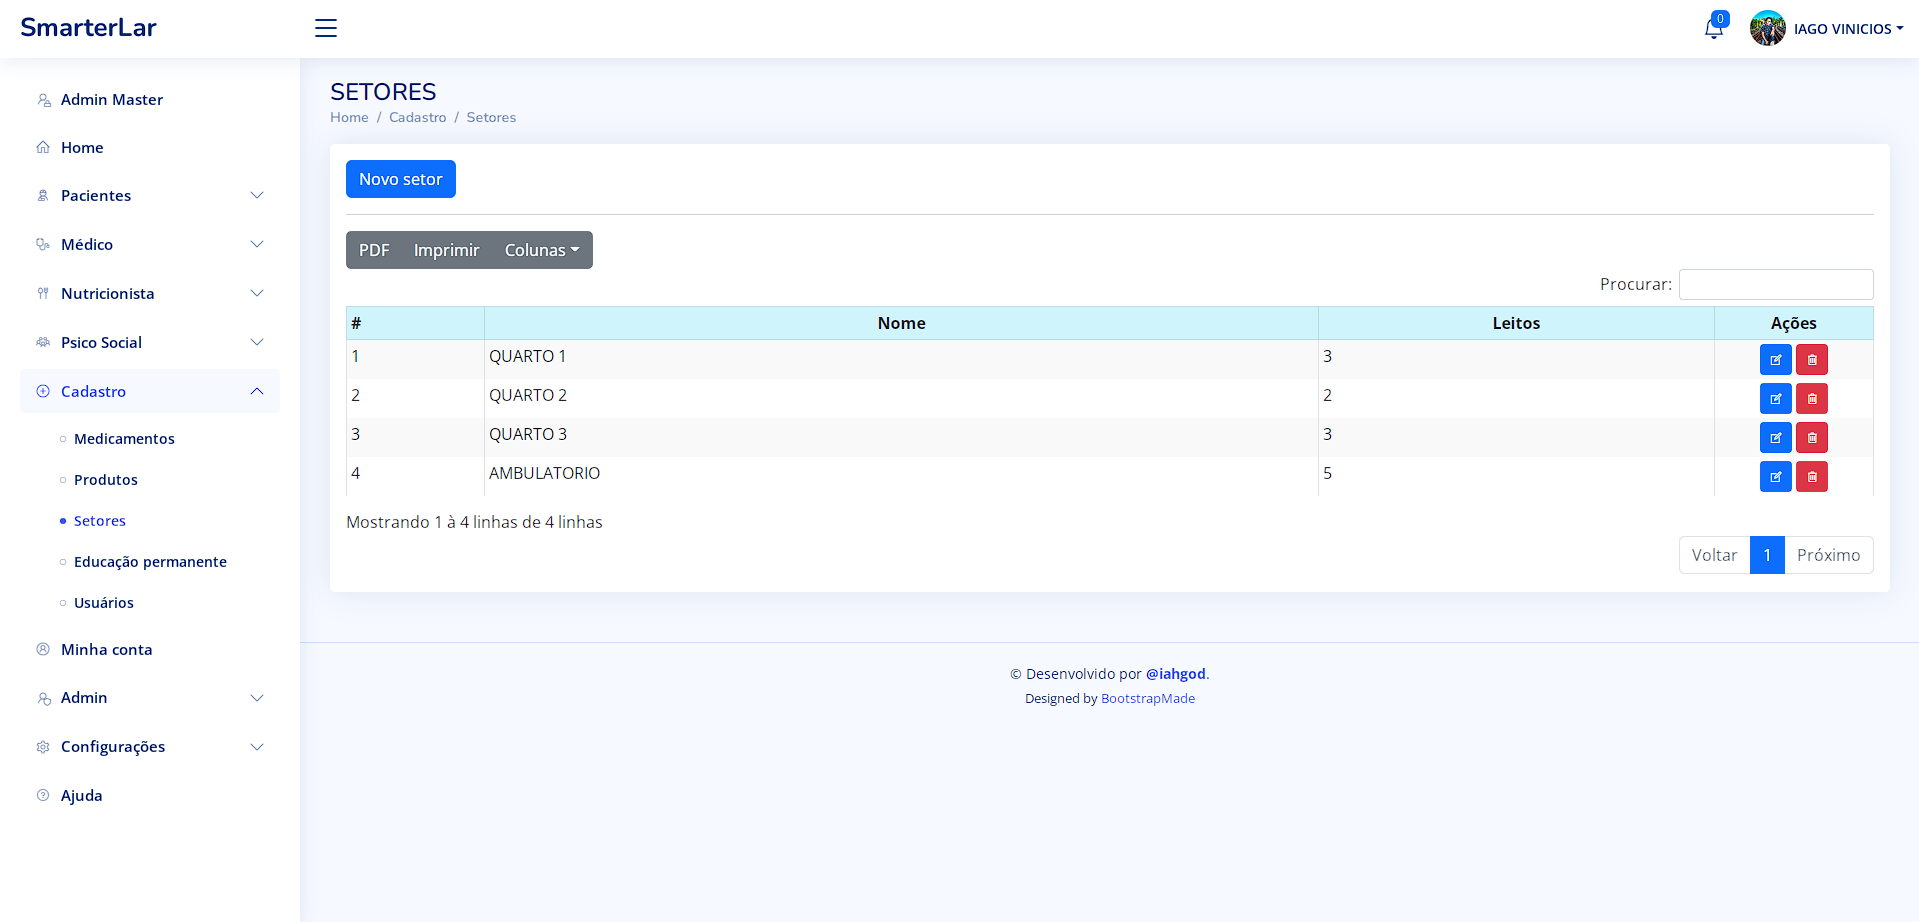 SmarterLar
0
IAGO VINICIOS
Admin Master
Home
Pacientes
Médico
Nutricionista
Psico Social
Cadastro
Medicamentos
Produtos
Setores
Educação permanente
Usuários
Minha conta
Admin
Configurações
Ajuda
SETORES
Home / Cadastro / Setores
Novo setor
PDF Imprimir Colunas
Procurar:
# Nome Leitos Ações
1 QUARTO 1 3
2 QUARTO 2 2
3 QUARTO 3 3
4 AMBULATORIO 5
Mostrando 1 à 4 linhas de 4 linhas
Voltar 1 Próximo
© Desenvolvido por @iahgod.
Designed by BootstrapMade